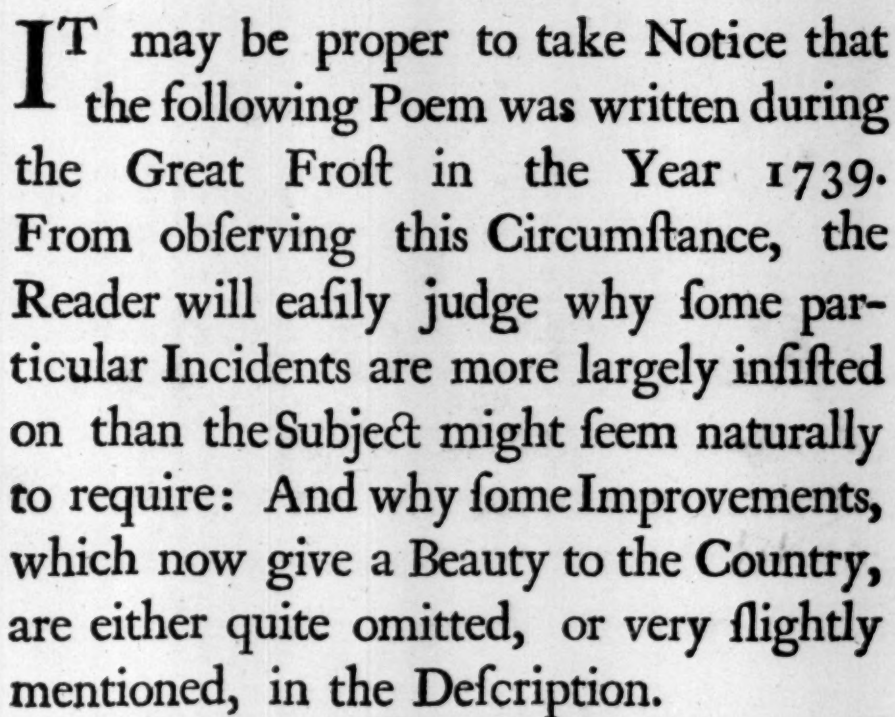 IT may be proper to take Notice that
the following Poem was written during
the Great Froſt in the Year 1739.
From obſerving this Circumſtance, the
Reader will eaſily judge why ſome par-
ticular Incidents are more largely inſiſted
on than the Subject might ſeem naturally
to require: And why ſome Improvements,
which now give a Beauty to the Country,
are either quite omitted, or very ſlightly
mentioned, in the Deſcription.